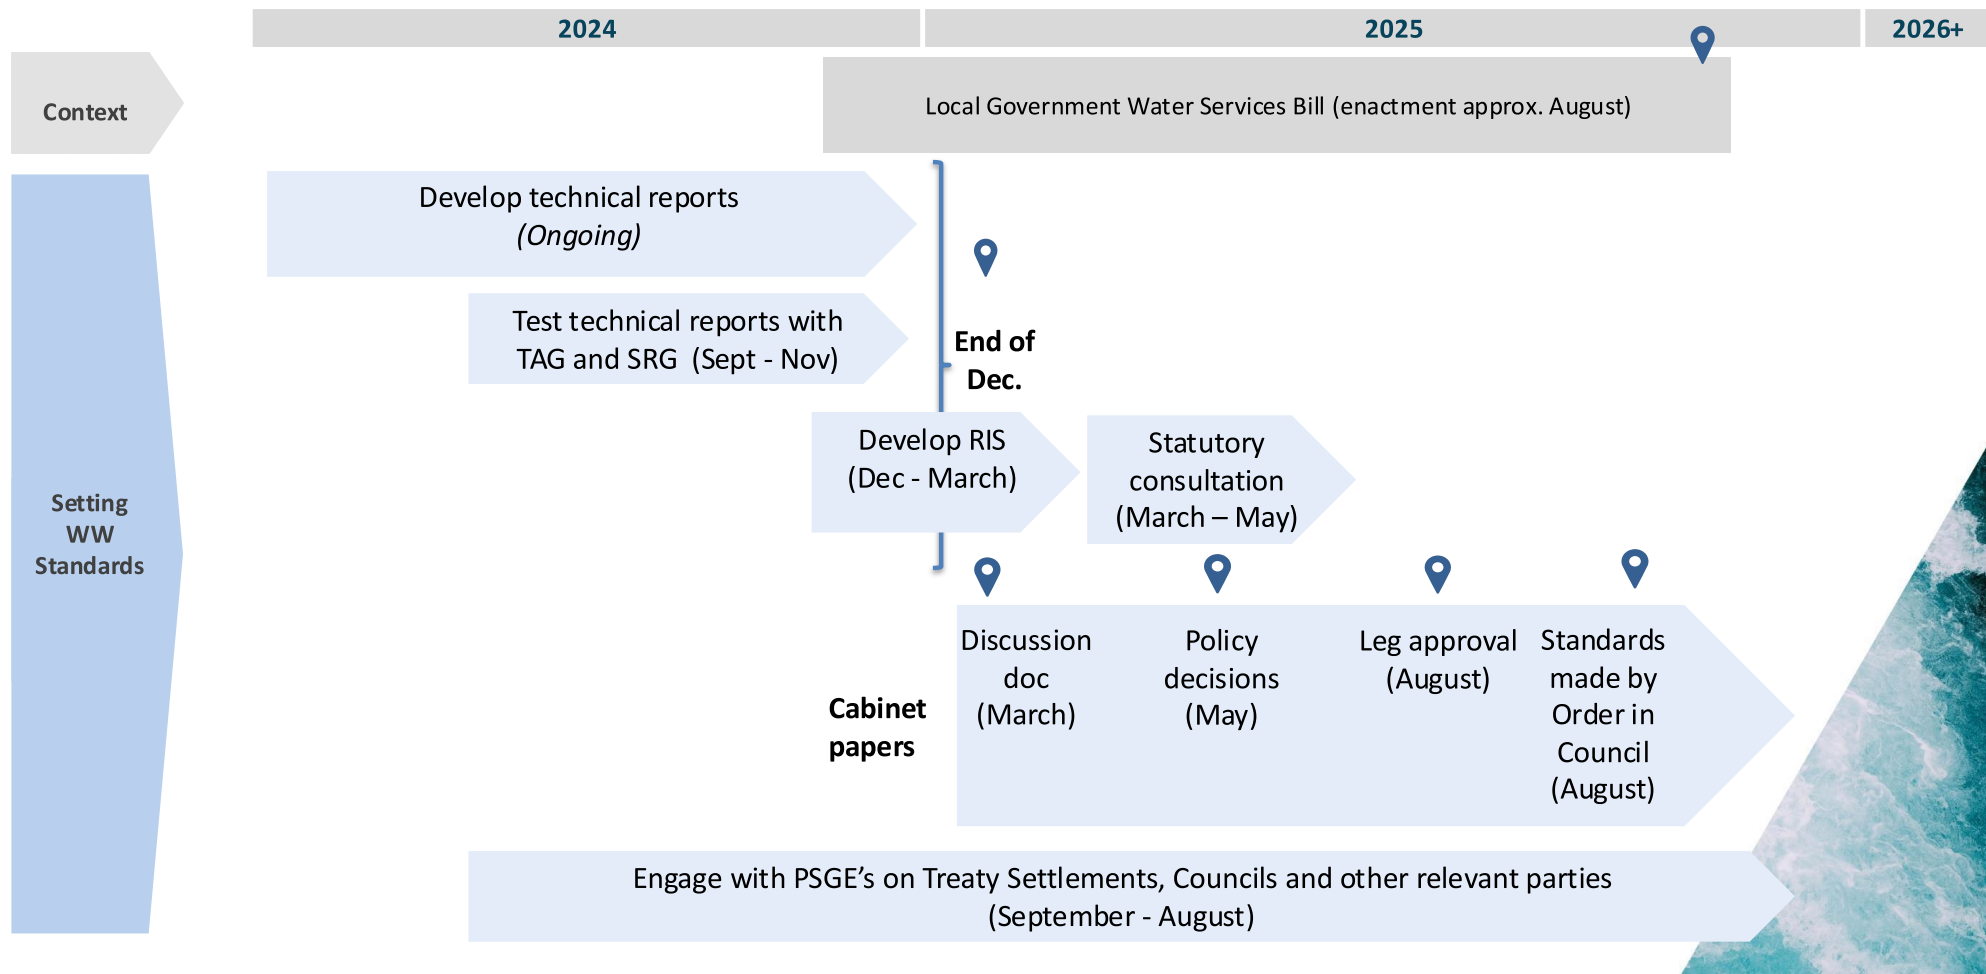 2024
2025
2026+
Context
Local Government Water Services Bill (enactment approx. August)
Develop technical reports
(Ongoing)
Test technical reports with
TAG and SRG  (Sept - Nov)
End of
Dec.
Develop RIS
(Dec - March)
Statutory
consultation
(March – May)
Setting
WW
Standards
Cabinet
papers
Discussion
doc
(March)
Policy
decisions
(May)
Leg approval
(August)
Standards
made by
Order in
Council
(August)
Engage with PSGE’s on Treaty Settlements, Councils and other relevant parties
(September - August)